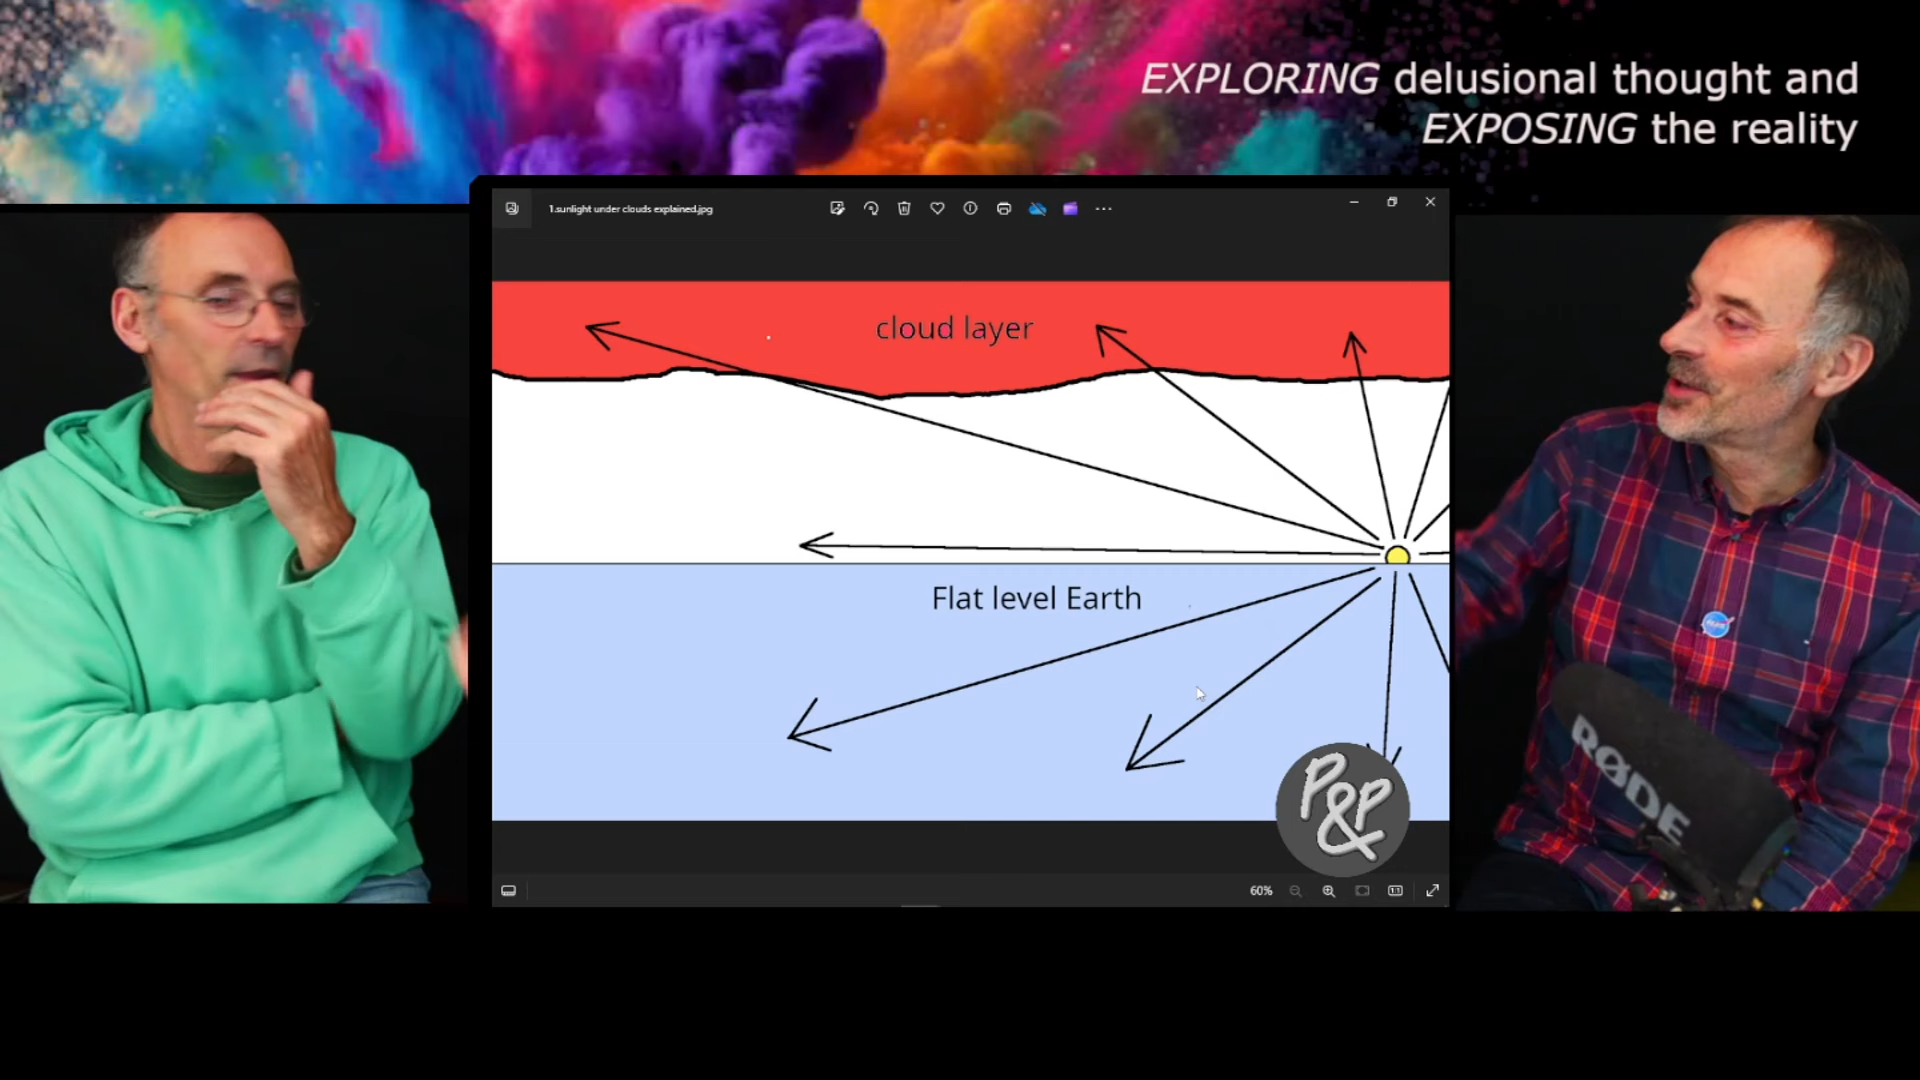 EXPLORING delusional thought and
EXPOSING the reality
1.sunlight under clouds explained.jpg
cloud layer
Flat level Earth
P&P
60%
RØDE